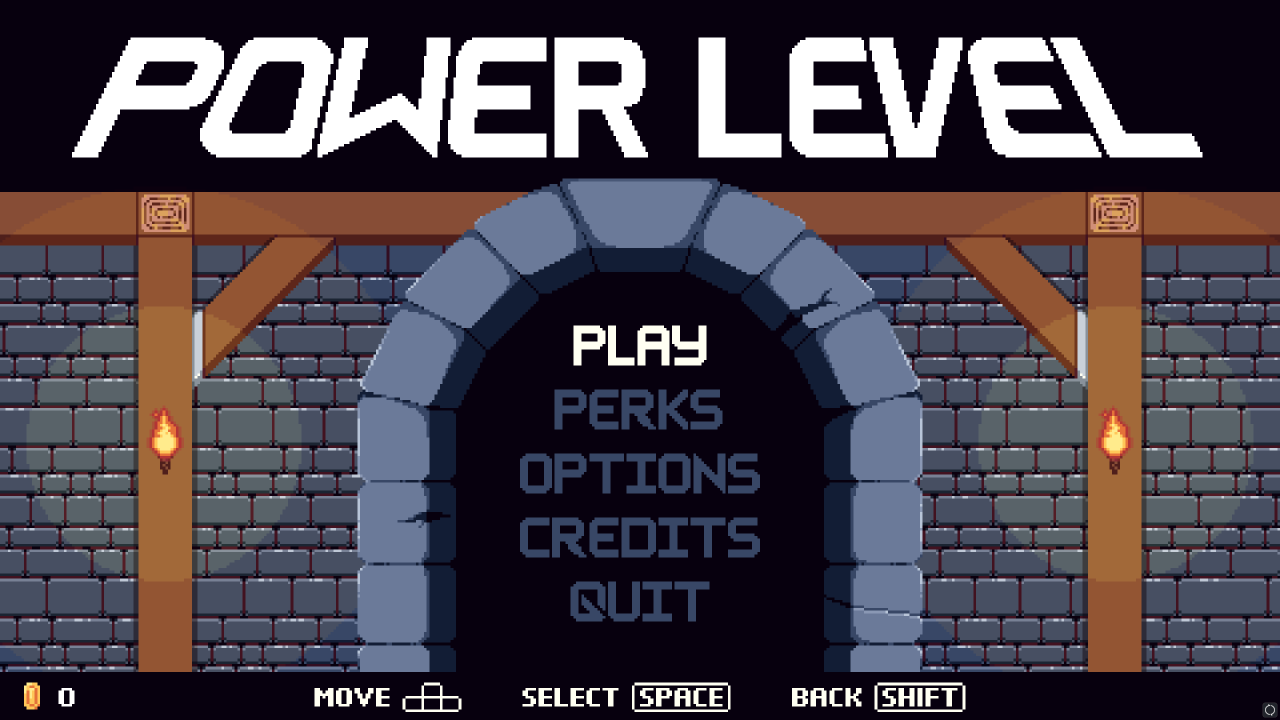 POWER LEVEL
PLAY
PERKS
OPTIONS
CREDITS
QUIT
0 MOVE SELECT SPACE BACK SHIFT